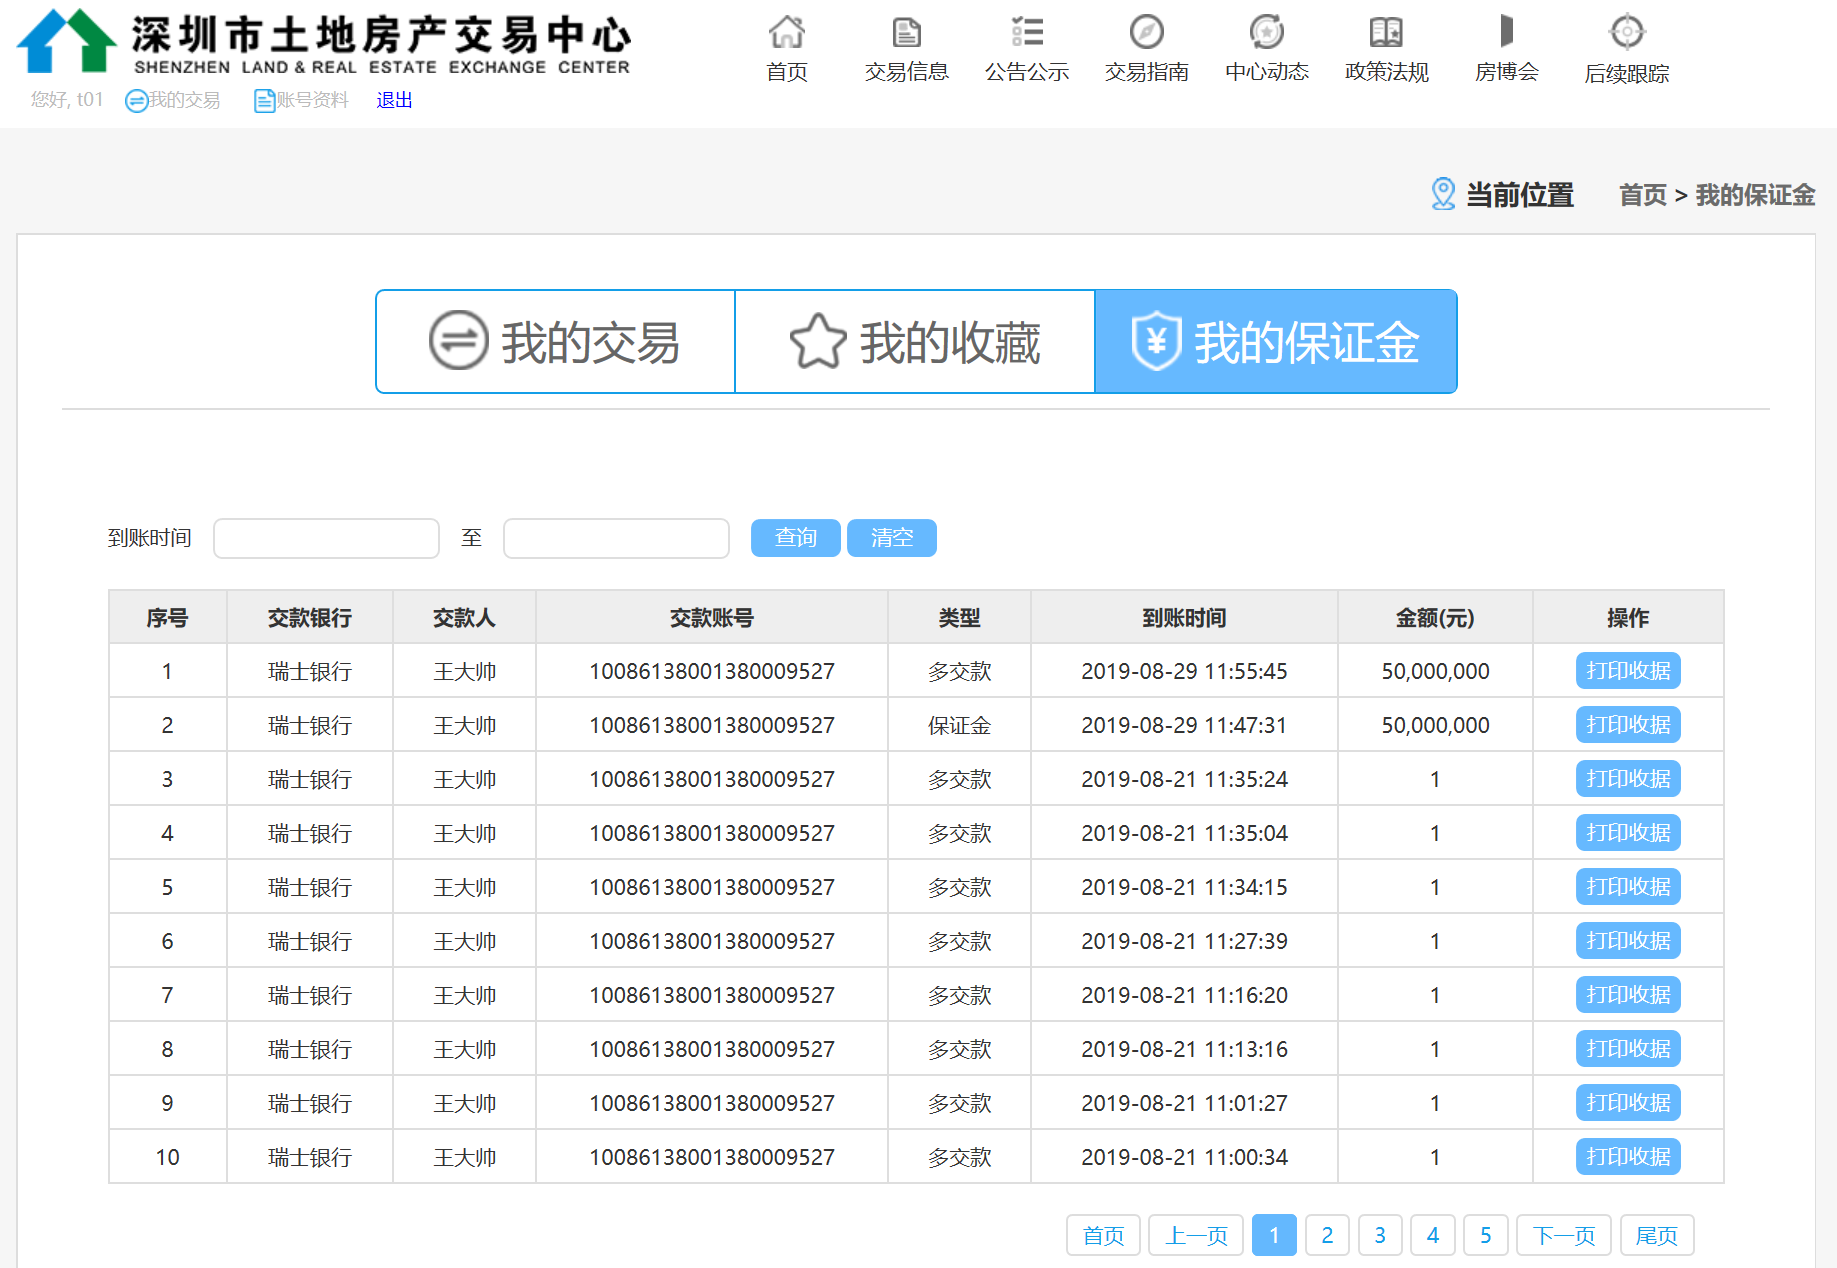 深圳市土地房产交易中心
SHENZHEN LAND & REAL ESTATE EXCHANGE CENTER
首页 交易信息 公告公示 交易指南 中心动态 政策法规 房博会 后续跟踪
您好, t01 我的交易 账号资料 退出
当前位置 首页 > 我的保证金
我的交易 我的收藏 ¥ 我的保证金
到账时间 至 查询 清空
序号 交款银行 交款人 交款账号 类型 到账时间 金额(元) 操作
1 瑞士银行 王大帅 10086138001380009527 多交款 2019-08-29 11:55:45 50,000,000 打印收据
2 瑞士银行 王大帅 10086138001380009527 保证金 2019-08-29 11:47:31 50,000,000 打印收据
3 瑞士银行 王大帅 10086138001380009527 多交款 2019-08-21 11:35:24 1 打印收据
4 瑞士银行 王大帅 10086138001380009527 多交款 2019-08-21 11:35:04 1 打印收据
5 瑞士银行 王大帅 10086138001380009527 多交款 2019-08-21 11:34:15 1 打印收据
6 瑞士银行 王大帅 10086138001380009527 多交款 2019-08-21 11:27:39 1 打印收据
7 瑞士银行 王大帅 10086138001380009527 多交款 2019-08-21 11:16:20 1 打印收据
8 瑞士银行 王大帅 10086138001380009527 多交款 2019-08-21 11:13:16 1 打印收据
9 瑞士银行 王大帅 10086138001380009527 多交款 2019-08-21 11:01:27 1 打印收据
10 瑞士银行 王大帅 10086138001380009527 多交款 2019-08-21 11:00:34 1 打印收据
首页 上一页 1 2 3 4 5 下一页 尾页